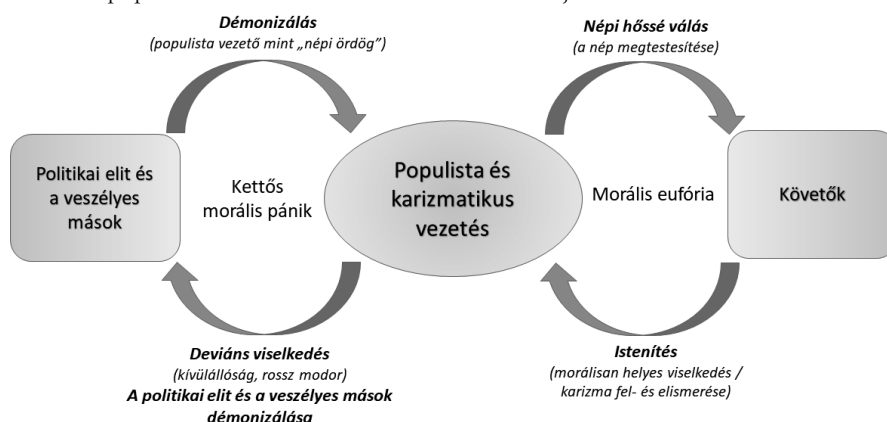 Démonizálás
(populista vezető mint „népi ördög”)
Népi hőssé válás
(a nép megtestesítése)
Politikai elit és
a veszélyes
mások
Kettős
morális pánik
Populista és
karizmatikus
vezetés
Morális eufória
Követők
Deviáns viselkedés
(kívülállóság, rossz modor)
A politikai elit és a veszélyes mások
démonizálása
Istenítés
(morálisan helyes viselkedés /
karizma fel- és elismerése)